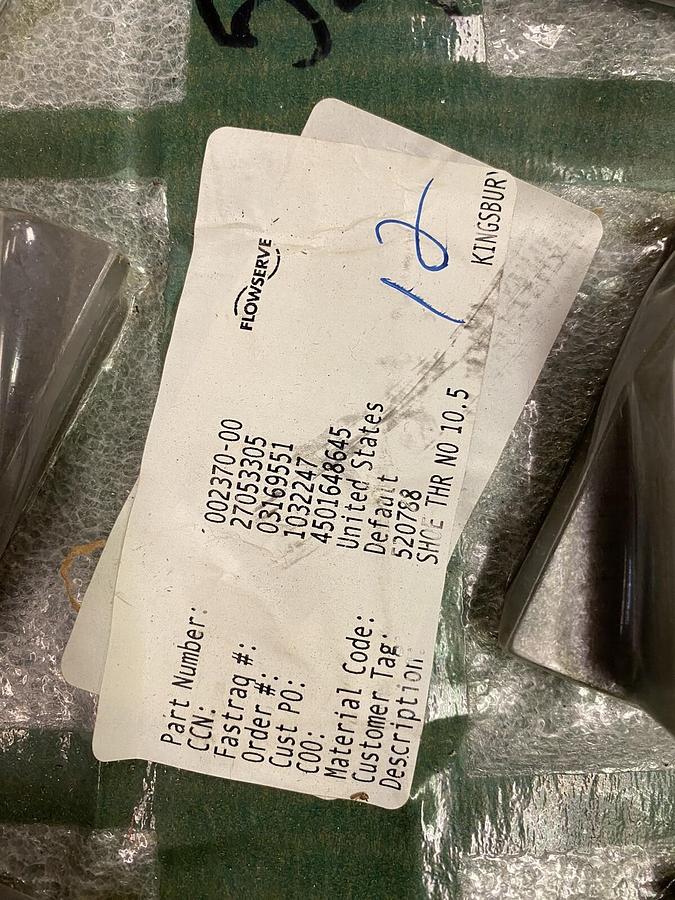 FLOWSERVE
Part Number: 002370-00
CCN: 27053305
Fastraq #: 03169551
Order #: 1032247
Cust PO: 4501648645
COO: United States
Material Code: Default
Customer Tag: 520788
Description: SHOE THR NO 10.5 KINGSBURY
12